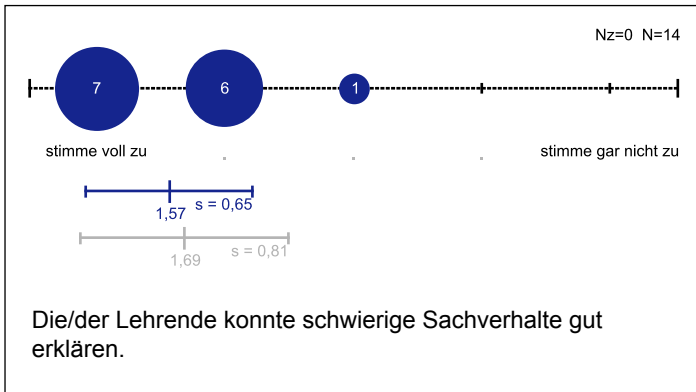 Nz=0 N=14
7 6 1
stimme voll zu stimme gar nicht zu
1,57 s = 0,65
1,69 s = 0,81
Die/der Lehrende konnte schwierige Sachverhalte gut
erklären.